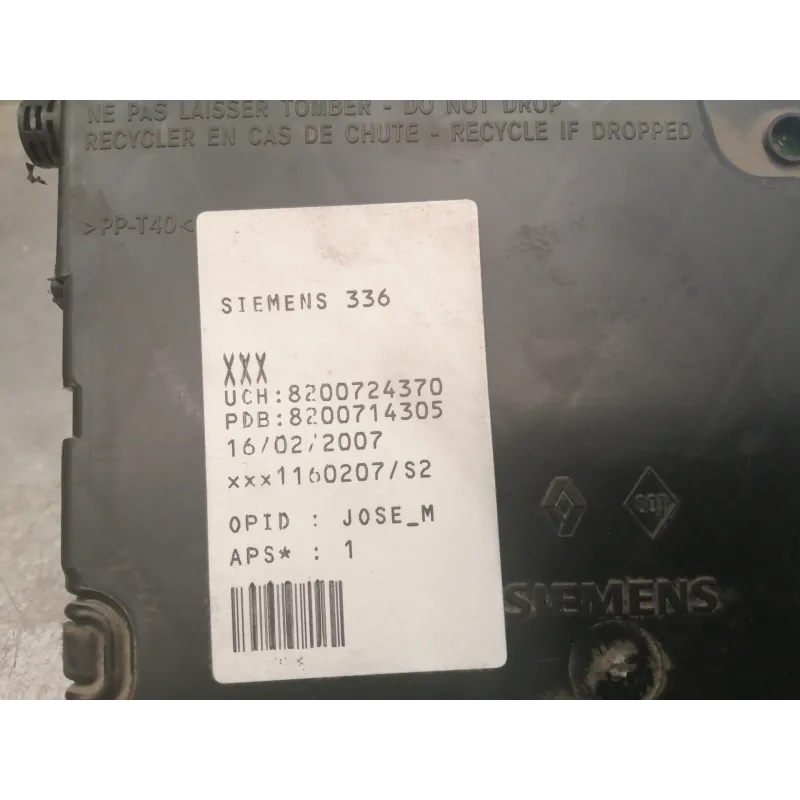 NE PAS LAISSER TOMBER - DO NOT DROP
RECYCLER EN CAS DE CHUTE - RECYCLE IF DROPPED
>PP-T40<
SIEMENS 336
XXX
UCH:8200724370
PDB:8200714305
16/02/2007
xxx1160207/S2
OPID : JOSE_M
APS* : 1
SIEMENS